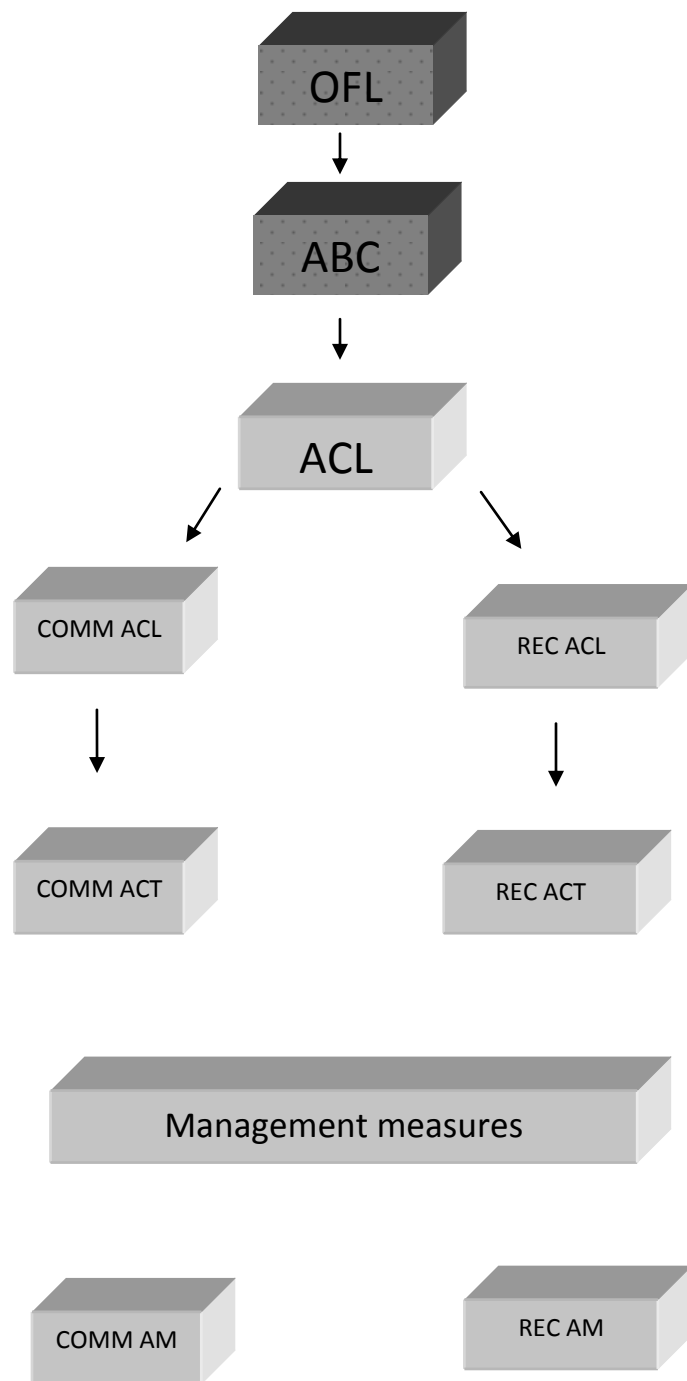 OFL
ABC
ACL
COMM ACL
REC ACL
COMM ACT
REC ACT
Management measures
COMM AM
REC AM